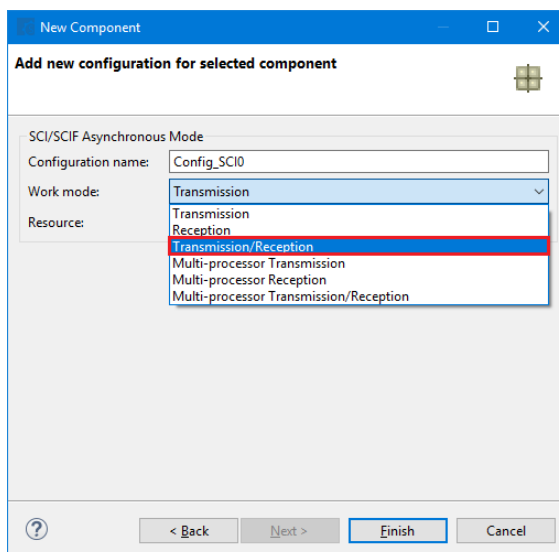 New Component
Add new configuration for selected component
SCI/SCIF Asynchronous Mode
Configuration name: Config_SCI0
Work mode: Transmission
Resource:
Transmission
Reception
Transmission/Reception
Multi-processor Transmission
Multi-processor Reception
Multi-processor Transmission/Reception
? < Back Next > Finish Cancel